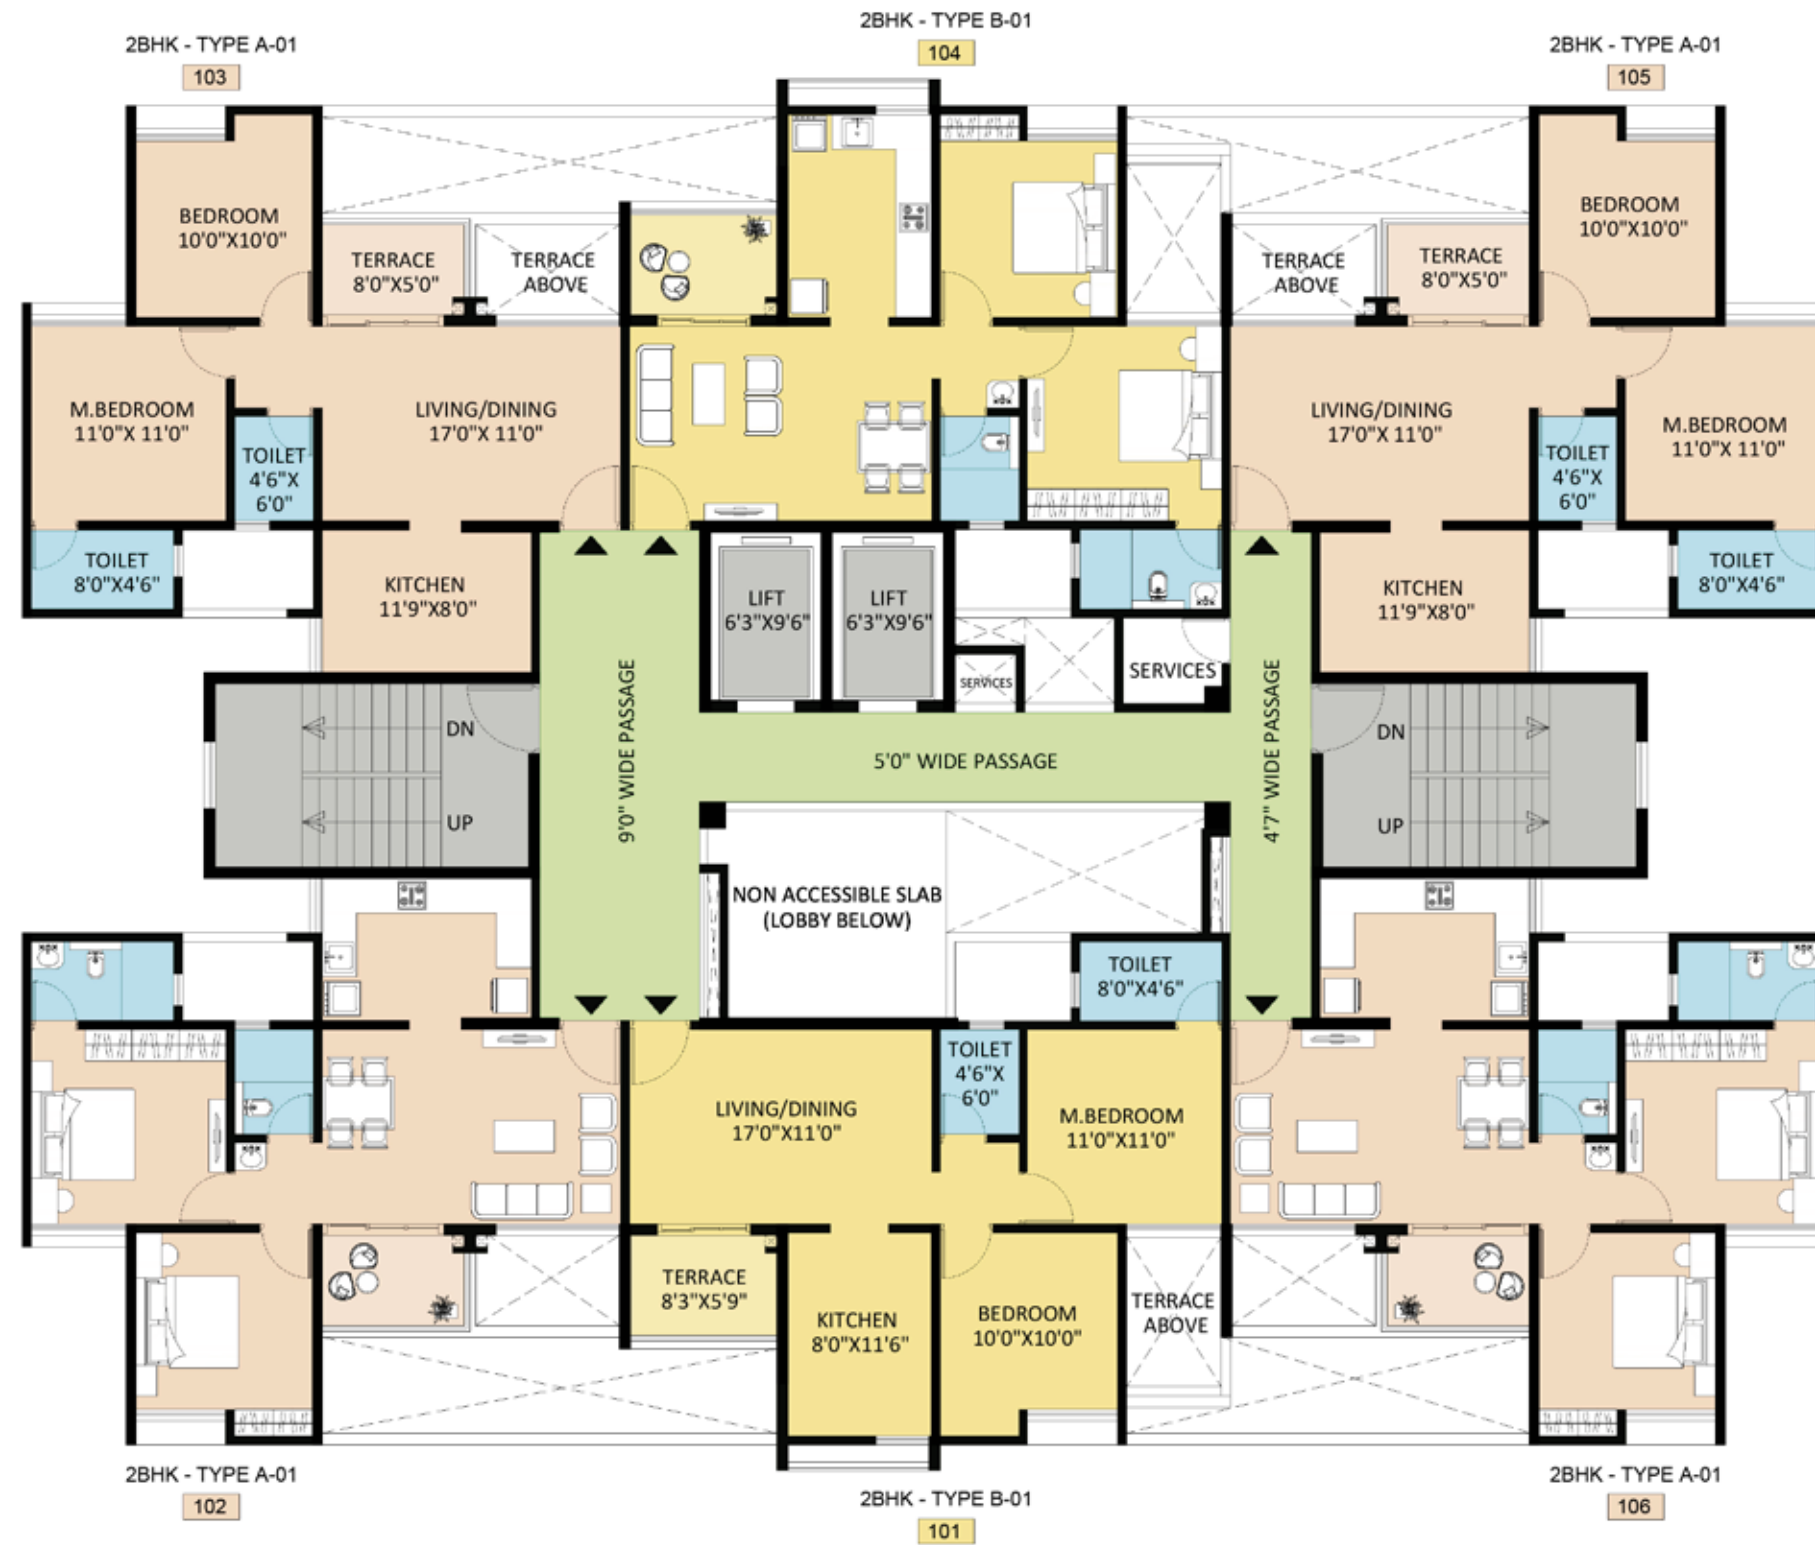 2BHK - TYPE B-01
104
2BHK - TYPE A-01
103
2BHK - TYPE A-01
105
BEDROOM
10'0"X10'0"
TERRACE
8'0"X5'0"
TERRACE
ABOVE
TERRACE
ABOVE
TERRACE
8'0"X5'0"
BEDROOM
10'0"X10'0"
M.BEDROOM
11'0"X 11'0"
TOILET
4'6"X
6'0"
LIVING/DINING
17'0"X 11'0"
LIVING/DINING
17'0"X 11'0"
TOILET
4'6"X
6'0"
M.BEDROOM
11'0"X 11'0"
TOILET
8'0"X4'6"
KITCHEN
11'9"X8'0"
LIFT
6'3"X9'6"
LIFT
6'3"X9'6"
KITCHEN
11'9"X8'0"
TOILET
8'0"X4'6"
SERVICES
SERVICES
DN
UP
9'0" WIDE PASSAGE
5'0" WIDE PASSAGE
4'7" WIDE PASSAGE
DN
UP
NON ACCESSIBLE SLAB
(LOBBY BELOW)
TOILET
8'0"X4'6"
LIVING/DINING
17'0"X11'0"
TOILET
4'6"X
6'0"
M.BEDROOM
11'0"X11'0"
TERRACE
8'3"X5'9"
KITCHEN
8'0"X11'6"
BEDROOM
10'0"X10'0"
TERRACE
ABOVE
2BHK - TYPE A-01
102
2BHK - TYPE B-01
101
2BHK - TYPE A-01
106